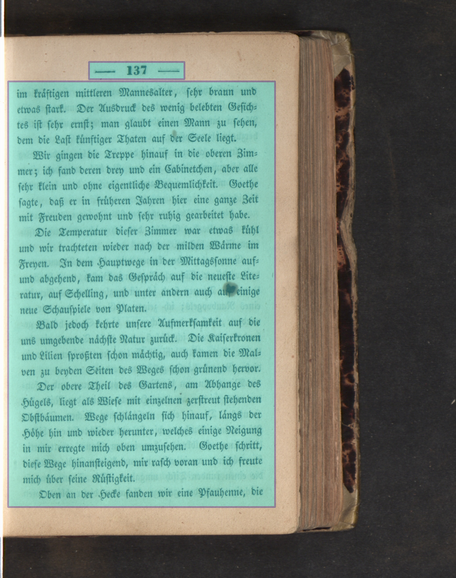 — 137 —
im kräftigen mittleren Mannesalter, sehr braun und
etwas stark. Der Ausdruck des wenig belebten Gesich-
tes ist sehr ernst; man glaubt einen Mann zu sehen,
dem die Last künftiger Thaten auf der Seele liegt.
Wir gingen die Treppe hinauf in die oberen Zim-
mer; ich fand deren drey und ein Cabinetchen, aber alle
sehr klein und ohne eigentliche Bequemlichkeit. Goethe
sagte, daß er in früheren Jahren hier eine ganze Zeit
mit Freuden gewohnt und sehr ruhig gearbeitet habe.
Die Temperatur dieser Zimmer war etwas kühl
und wir trachteten wieder nach der milden Wärme im
Freyen. In dem Hauptwege in der Mittagssonne auf-
und abgehend, kam das Gespräch auf die neueste Lite-
ratur, auf Schelling, und unter andern auch auf einige
neue Schauspiele von Platen.
Bald jedoch kehrte unsere Aufmerksamkeit auf die
uns umgebende nächste Natur zurück. Die Kaiserkronen
und Lilien sproßten schon mächtig, auch kamen die Mal-
ven zu beyden Seiten des Weges schon grünend hervor.
Der obere Theil des Gartens, am Abhange des
Hügels, liegt als Wiese mit einzelnen zerstreut stehenden
Obstbäumen. Wege schlängeln sich hinauf, längs der
Höhe hin und wieder herunter, welches einige Neigung
in mir erregte mich oben umzusehen. Goethe schritt,
diese Wege hinansteigend, mir rasch voran und ich freute
mich über seine Rüstigkeit.
Oben an der Hecke fanden wir eine Pfauhenne, die